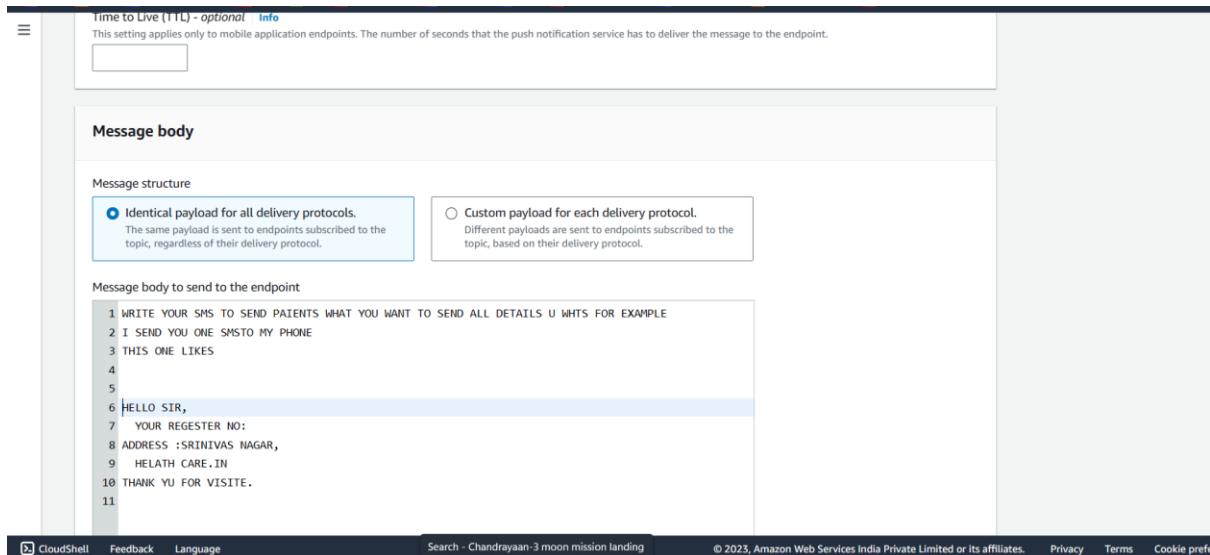 Time to Live (TTL) - optional Info
This setting applies only to mobile application endpoints. The number of seconds that the push notification service has to deliver the message to the endpoint.
Message body
Message structure
Identical payload for all delivery protocols.
The same payload is sent to endpoints subscribed to the
topic, regardless of their delivery protocol.
Custom payload for each delivery protocol.
Different payloads are sent to endpoints subscribed to the
topic, based on their delivery protocol.
Message body to send to the endpoint
1 WRITE YOUR SMS TO SEND PAIENTS WHAT YOU WANT TO SEND ALL DETAILS U WHTS FOR EXAMPLE
2 I SEND YOU ONE SMSTO MY PHONE
3 THIS ONE LIKES
4
5
6 HELLO SIR,
7 YOUR REGESTER NO:
8 ADDRESS :SRINIVAS NAGAR,
9 HELATH CARE.IN
10 THANK YU FOR VISITE.
11
CloudShell Feedback Language Search - Chandrayaan-3 moon mission landing © 2023, Amazon Web Services India Private Limited or its affiliates. Privacy Terms Cookie prefe